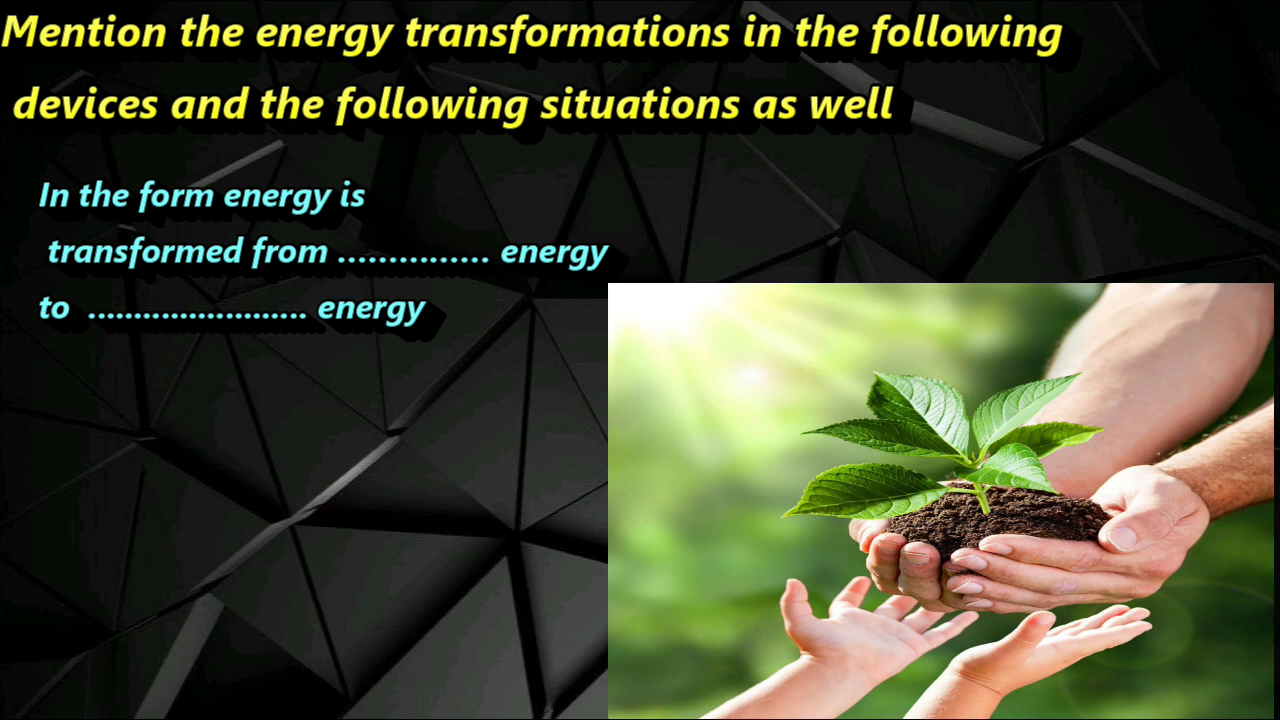 Mention the energy transformations in the following
devices and the following situations as well
In the form energy is
transformed from ............... energy
to ........................ energy